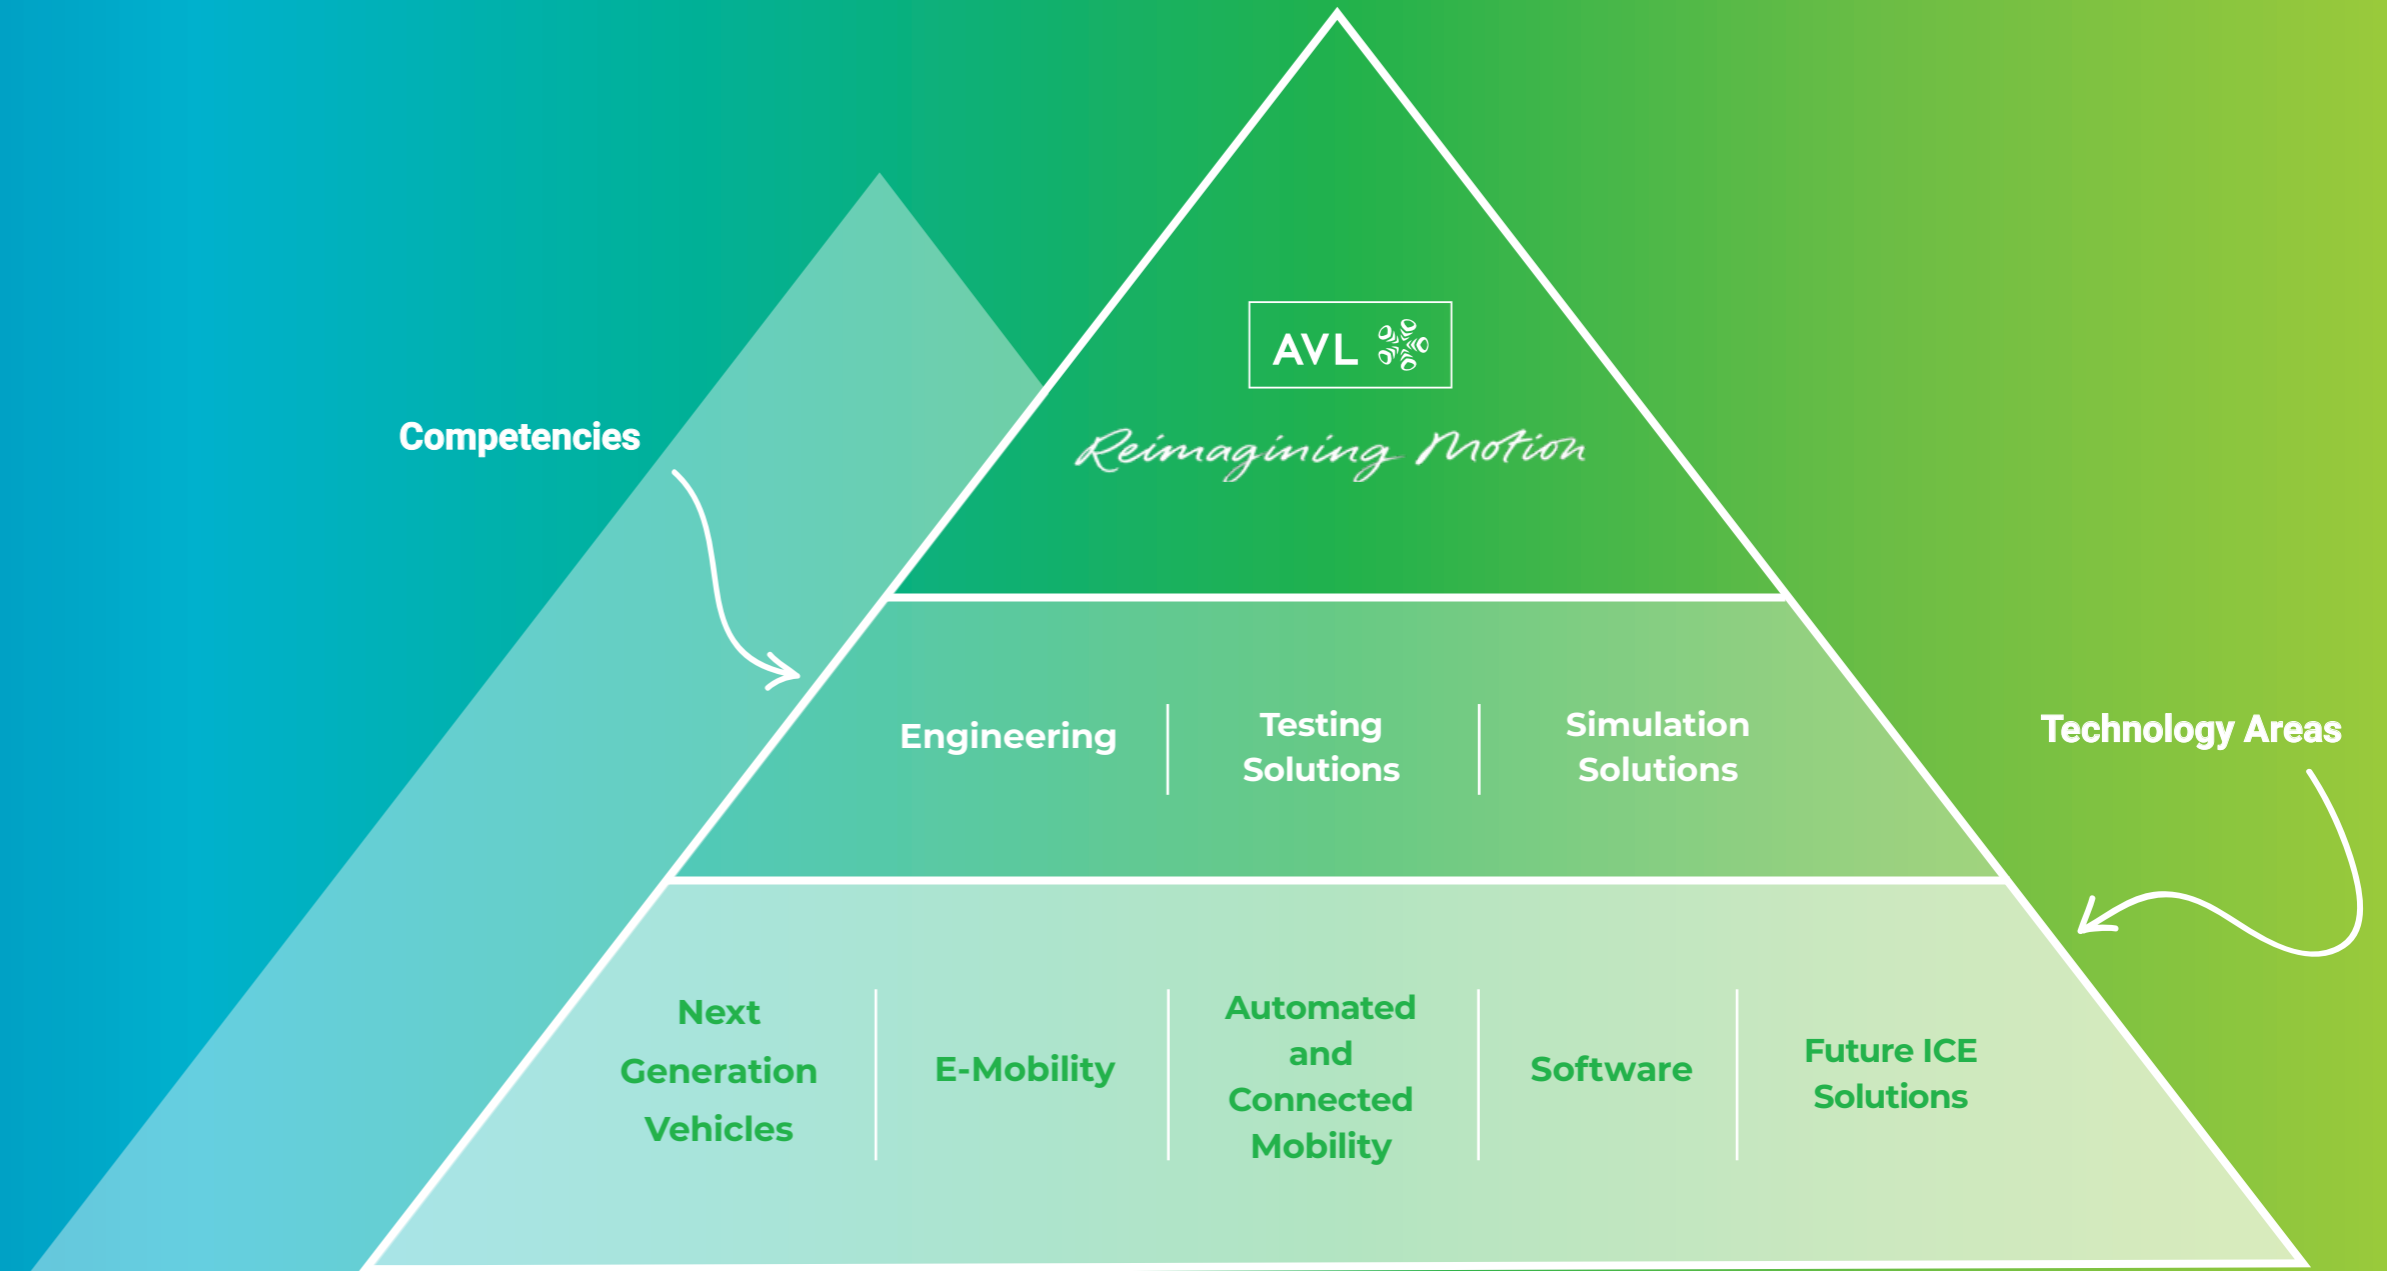 AVL
Reimagining Motion
Competencies
Engineering
Testing
Solutions
Simulation
Solutions
Technology Areas
Next
Generation
Vehicles
E-Mobility
Automated
and
Connected
Mobility
Software
Future ICE
Solutions